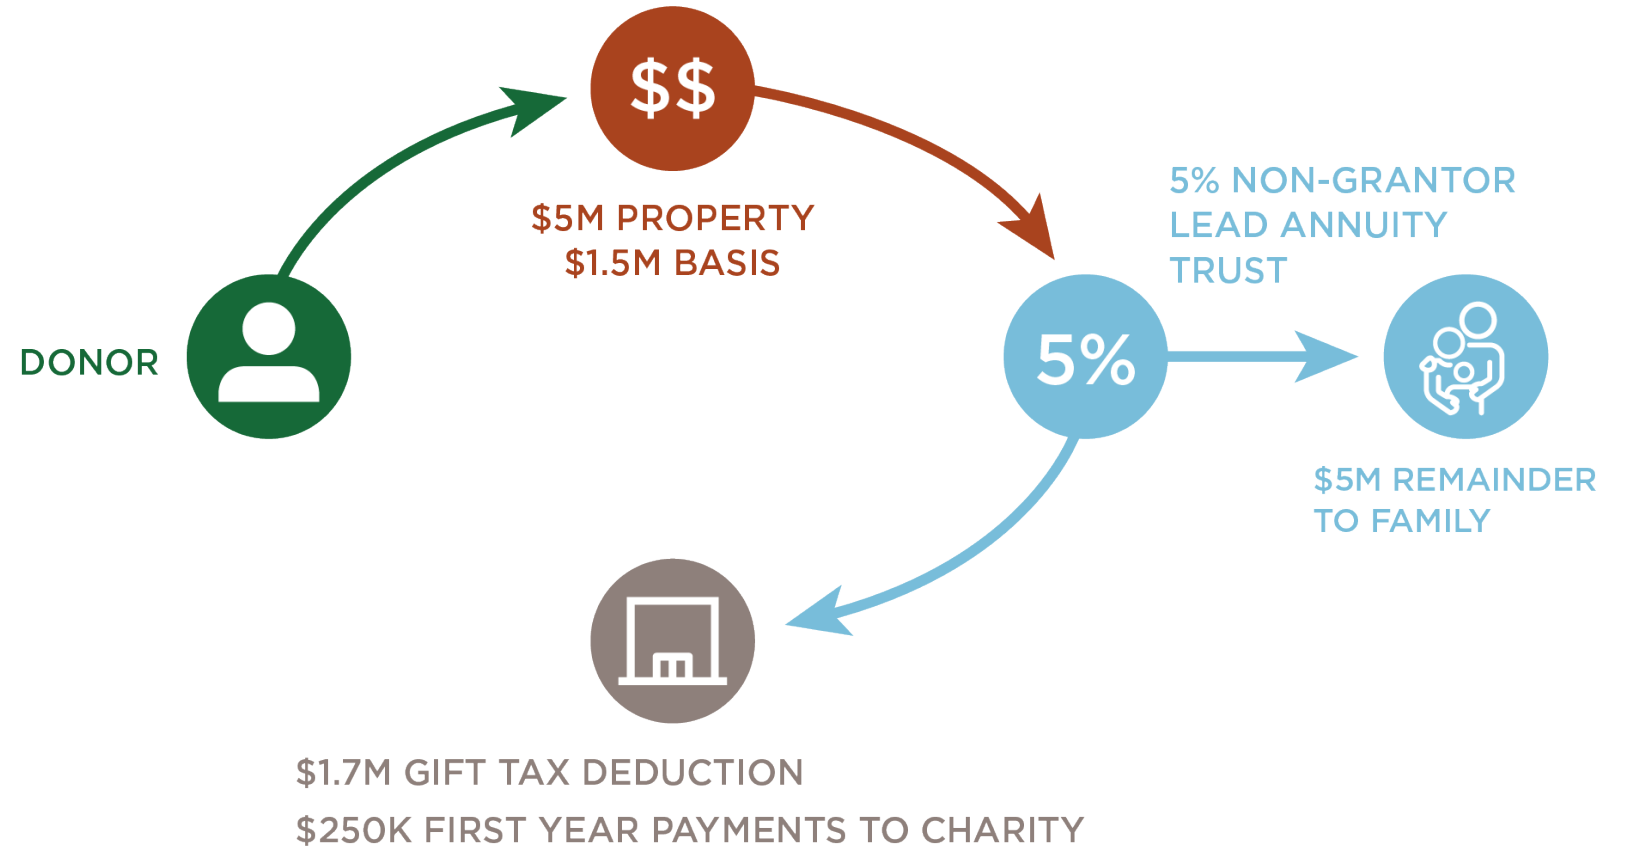 $$
$5M PROPERTY
$1.5M BASIS
DONOR
5%
5% NON-GRANTOR
LEAD ANNUITY
TRUST
$5M REMAINDER
TO FAMILY
$1.7M GIFT TAX DEDUCTION
$250K FIRST YEAR PAYMENTS TO CHARITY